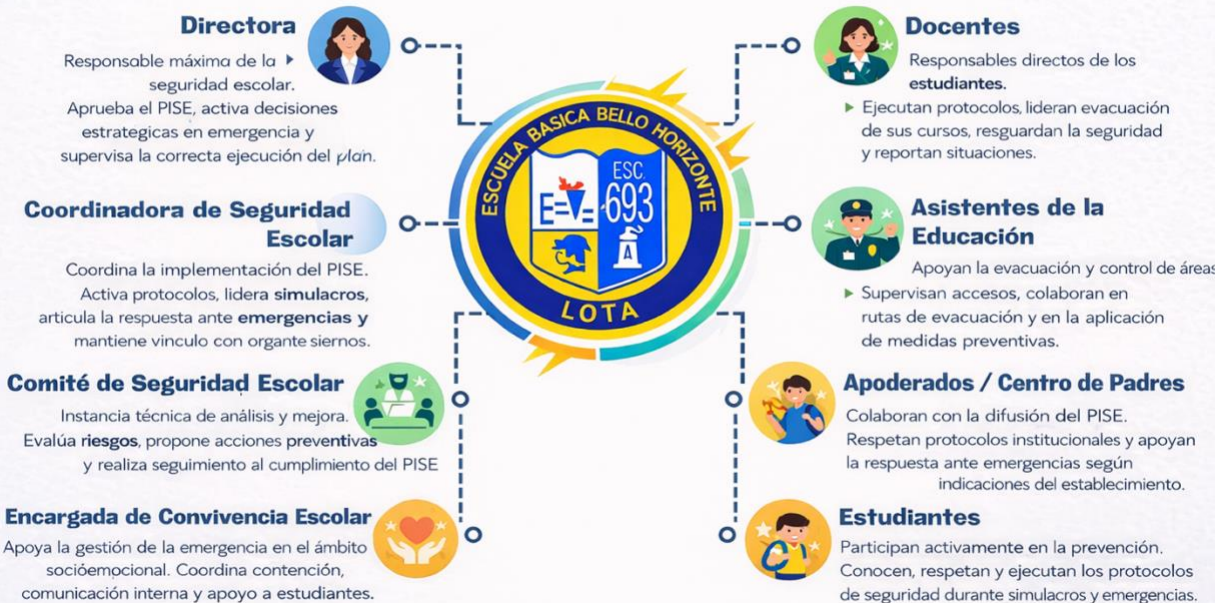 Directora
Responsable máxima de la
seguridad escolar.
Aprueba el PISE, activa decisiones
estrategicas en emergencia y
supervisa la correcta ejecución del plan.
Coordinadora de Seguridad
Escolar
Coordina la implementación del PISE.
Activa protocolos, lidera simulacros,
articula la respuesta ante emergencias y
mantiene vinculo con organte siernos.
Comité de Seguridad Escolar
Instancia técnica de análisis y mejora.
Evalúa riesgos, propone acciones preventivas
y realiza seguimiento al cumplimiento del PISE
Encargada de Convivencia Escolar
Apoya la gestión de la emergencia en el ámbito
socióempcional. Coordina contención,
comunicación interna y apoyo a estudiantes.
ESCUELA BASICA BELLO HORIZONTE
ESC.
693
E=V=
A
LOTA
Docentes
Responsables directos de los
estudiantes.
Ejecutan protocolos, lideran evacuación
de sus cursos, resguardan la seguridad
y reportan situaciones.
Asistentes de la
Educación
Apoyan la evacuación y control de áreas
Supervisan accesos, colaboran en
rutas de evacuación y en la aplicación
de medidas preventivas.
Apoderados / Centro de Padres
Colaboran con la difusión del PISE.
Respetan protocolos institucionales y apoyan
la respuesta ante emergencias según
indicaciones del establecimiento.
Estudiantes
Participan activamente en la prevención.
Conocen, respetan y ejecutan los protocolos
de seguridad durante simulacros y emergencias.